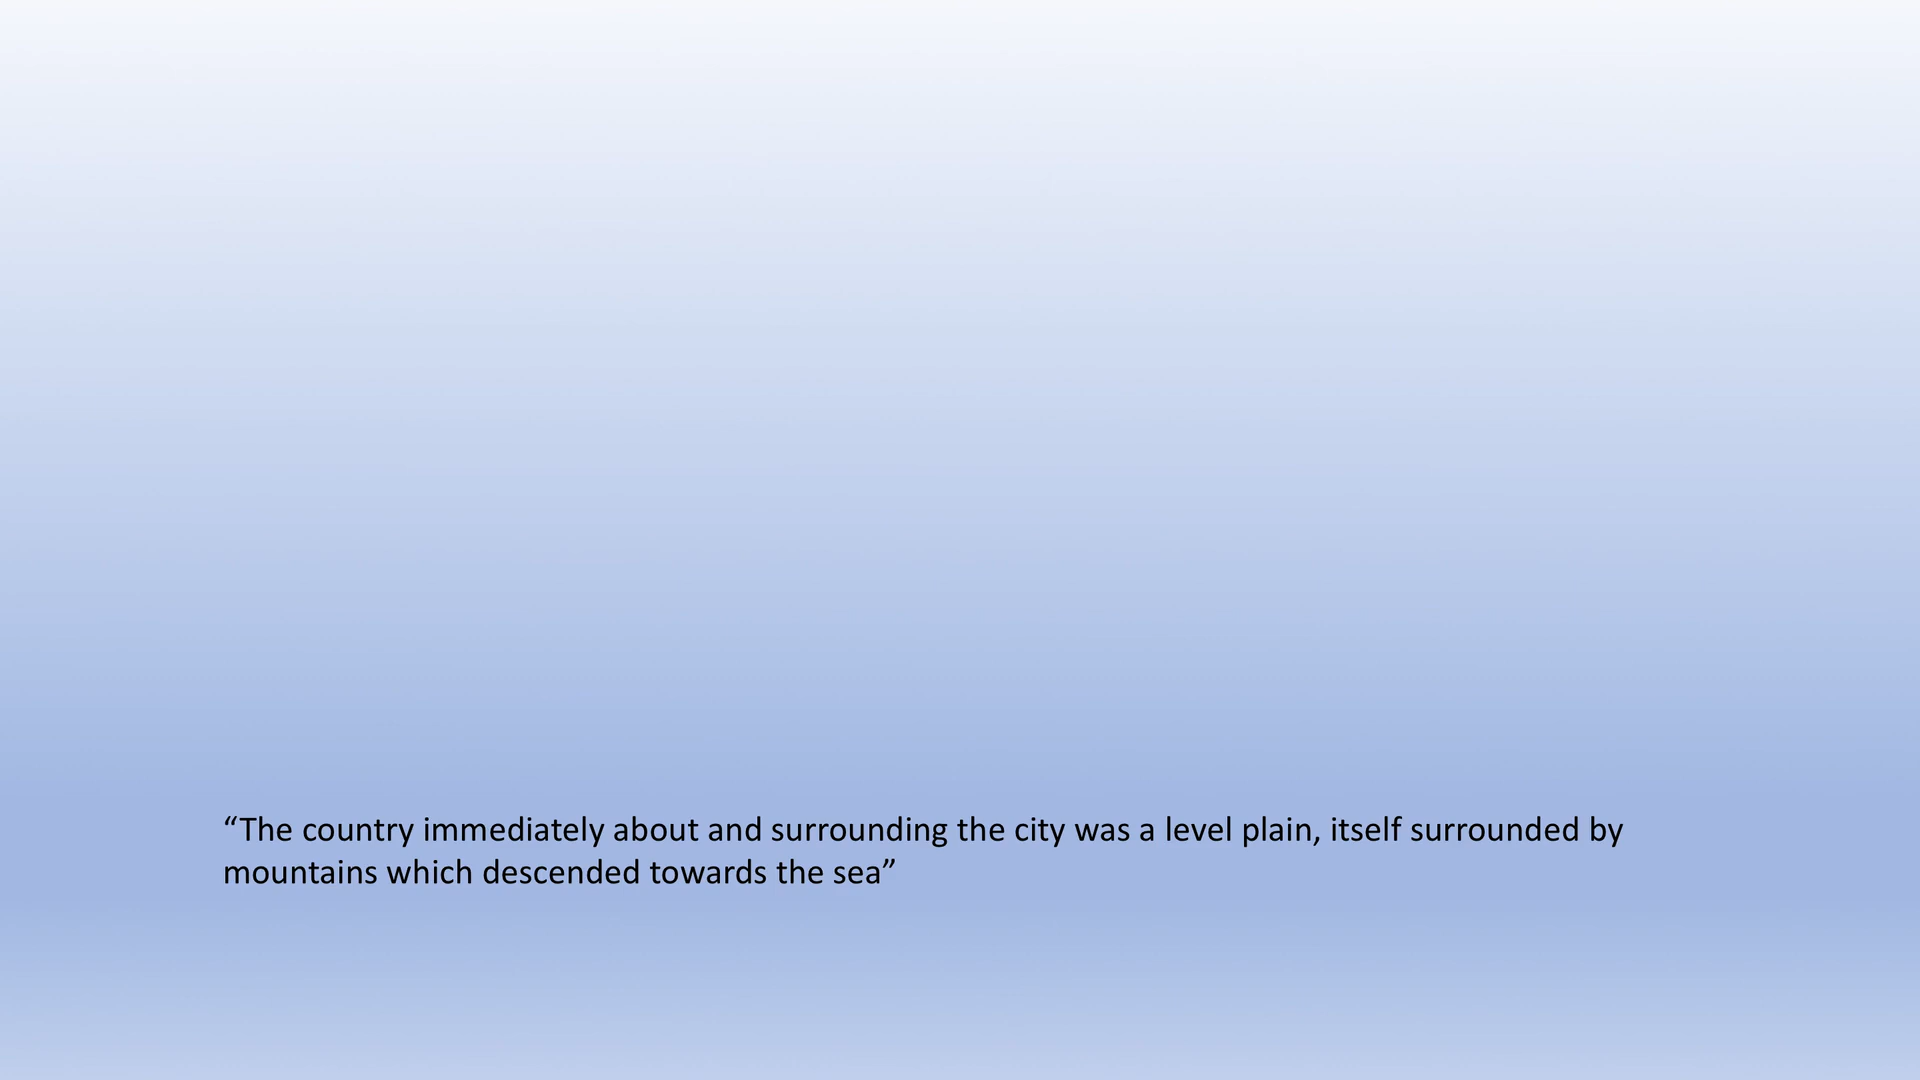 “The country immediately about and surrounding the city was a level plain, itself surrounded by
mountains which descended towards the sea”